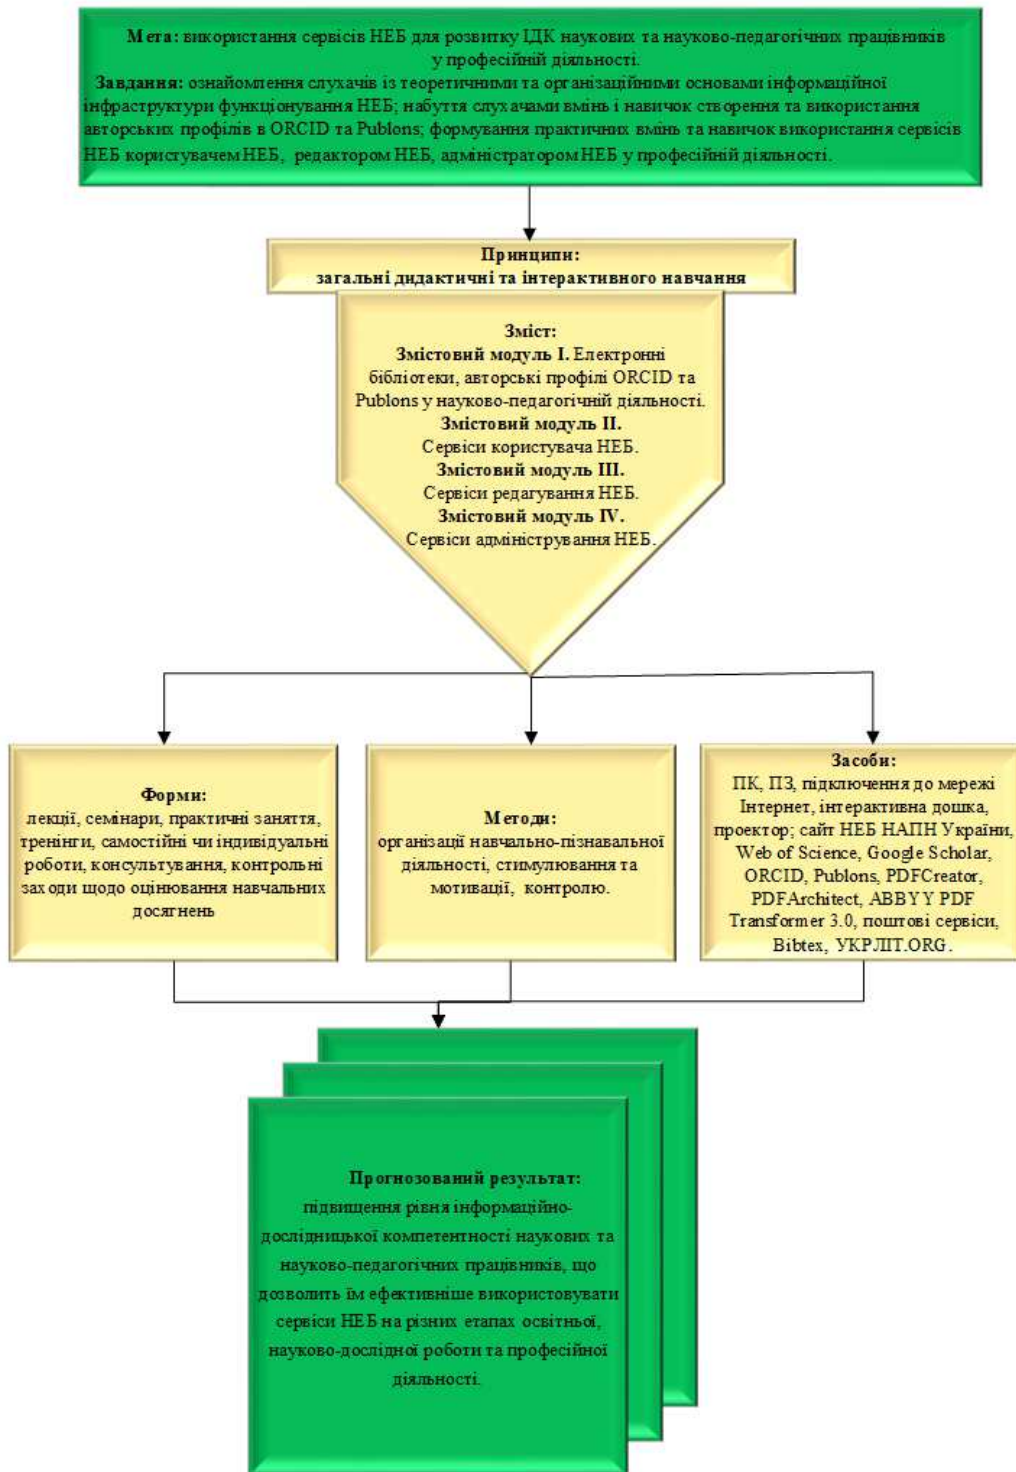 Мета: використання сервісів НЕБ для розвитку ІДК наукових та науково-педагогічних працівників
у професійній діяльності.
Завдання: ознайомлення слухачів із теоретичними та організаційними основами інформаційної
інфраструктури функціонування НЕБ; набуття слухачами вмінь і навичок створення та використання
авторських профілів в ORCID та Publons; формування практичних вмінь та навичок використання сервісів
НЕБ користувачем НЕБ, редактором НЕБ, адміністратором НЕБ у професійній діяльності.
Принципи:
загальні дидактичні та інтерактивного навчання
Зміст:
Змістовий модуль І. Електронні
бібліотеки, авторські профілі ORCID та
Publons у науково-педагогічній діяльності.
Змістовий модуль ІІ.
Сервіси користувача НЕБ.
Змістовий модуль ІІІ.
Сервіси редагування НЕБ.
Змістовий модуль IV.
Сервіси адміністрування НЕБ.
Форми:
лекції, семінари, практичні заняття,
тренінги, самостійні чи індивідуальні
роботи, консультування, контрольні
заходи щодо оцінювання навчальних
досягнень
Методи:
організації навчально-пізнавальної
діяльності, стимулювання та
мотивації, контролю.
Засоби:
ПК, ПЗ, підключення до мережі
Інтернет, інтерактивна дошка,
проектор; сайт НЕБ НАПН України,
Web of Science, Google Scholar,
ORCID, Publons, PDFCreator,
PDFArchitect, ABBYY PDF
Transformer 3.0, поштові сервіси,
Bibtex, УКРЛІТ.ORG.
Прогнозований результат:
підвищення рівня інформаційно-
дослідницької компетентності наукових та
науково-педагогічних працівників, що
дозволить їм ефективніше використовувати
сервіси НЕБ на різних етапах освітньої,
науково-дослідної роботи та професійної
діяльності.